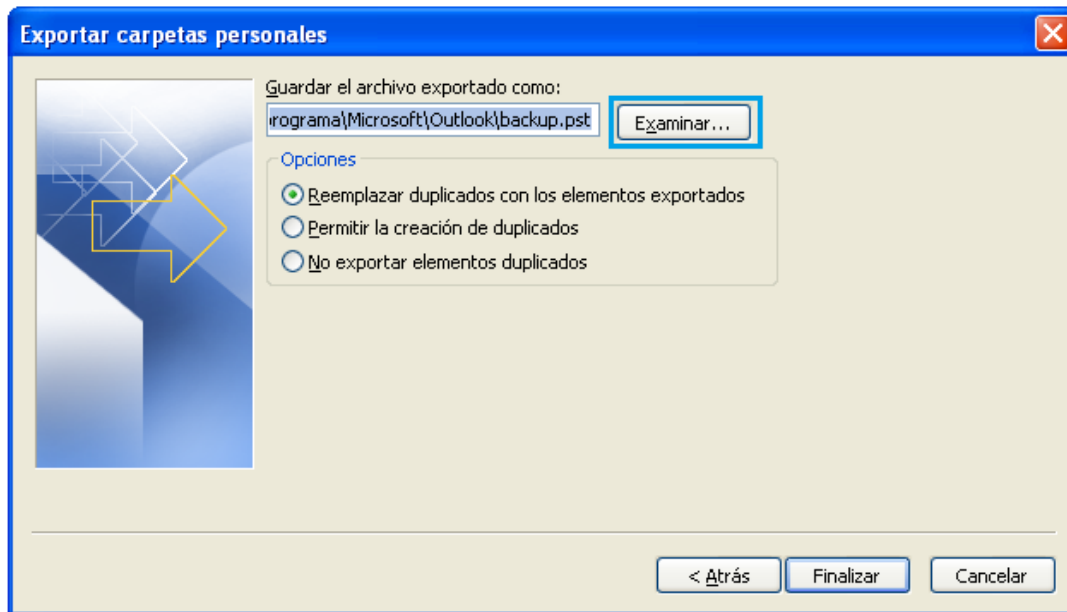 Exportar carpetas personales
Guardar el archivo exportado como:
rograma\Microsoft\Outlook\backup.pst
Examinar...
Opciones
Reemplazar duplicados con los elementos exportados
Permitir la creación de duplicados
No exportar elementos duplicados
< Atrás
Finalizar
Cancelar